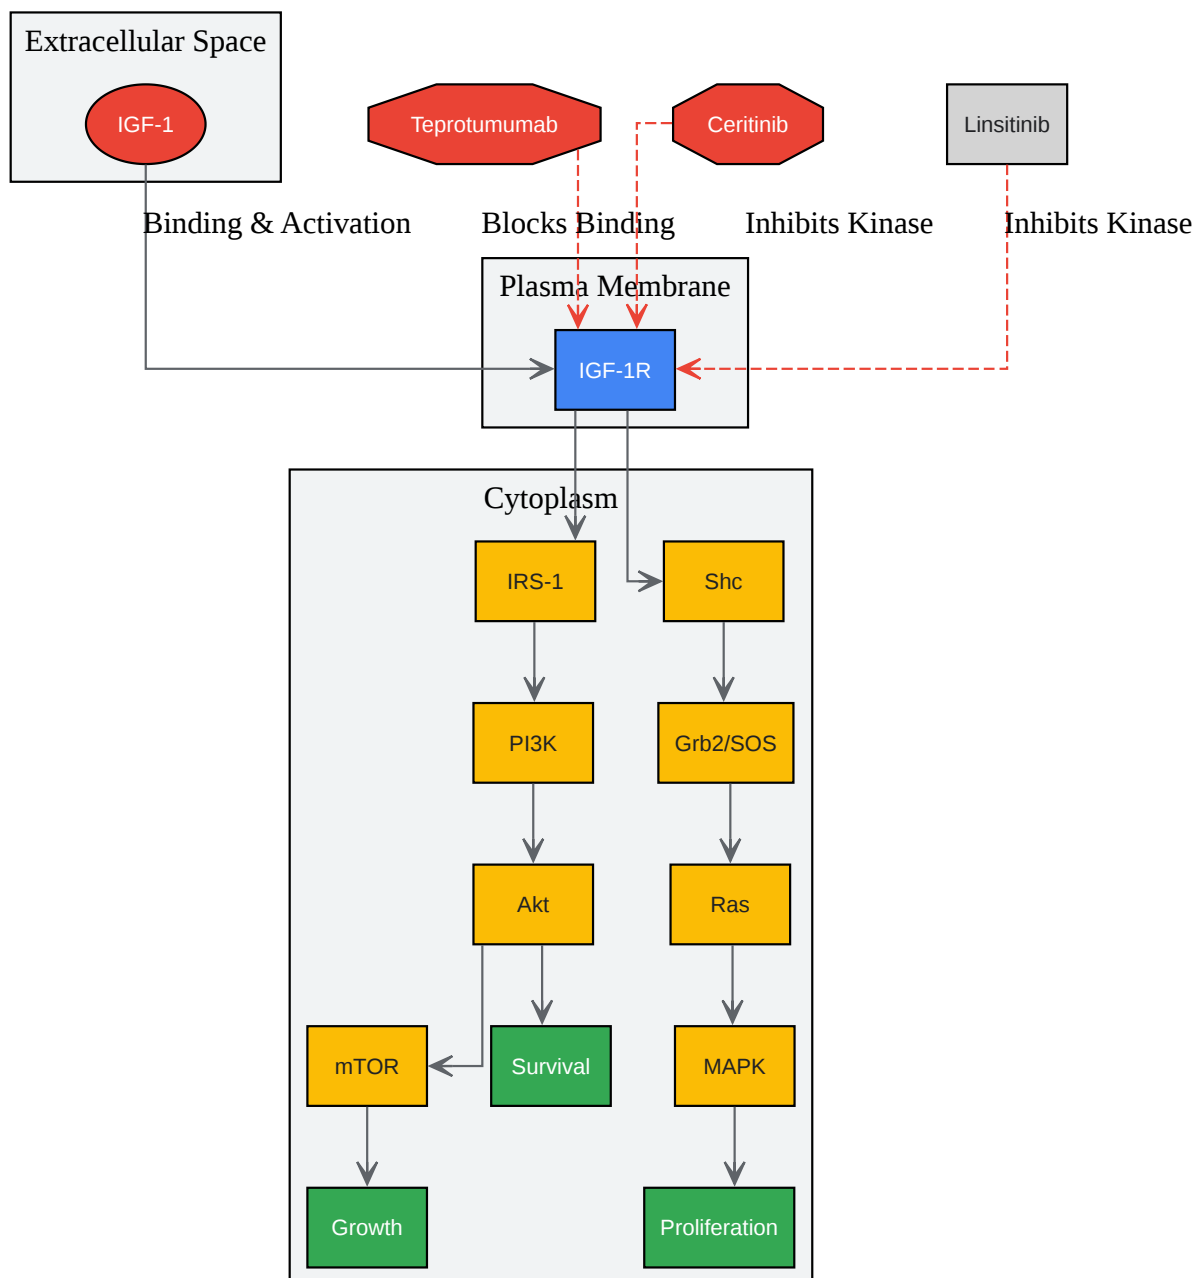 Extracellular Space
IGF-1
Teprotumumab
Ceritinib
Linsitinib
Binding & Activation
Blocks Binding
Inhibits Kinase
Inhibits Kinase
Plasma Membrane
IGF-1R
Cytoplasm
IRS-1
Shc
PI3K
Grb2/SOS
Akt
Ras
mTOR
Survival
MAPK
Growth
Proliferation